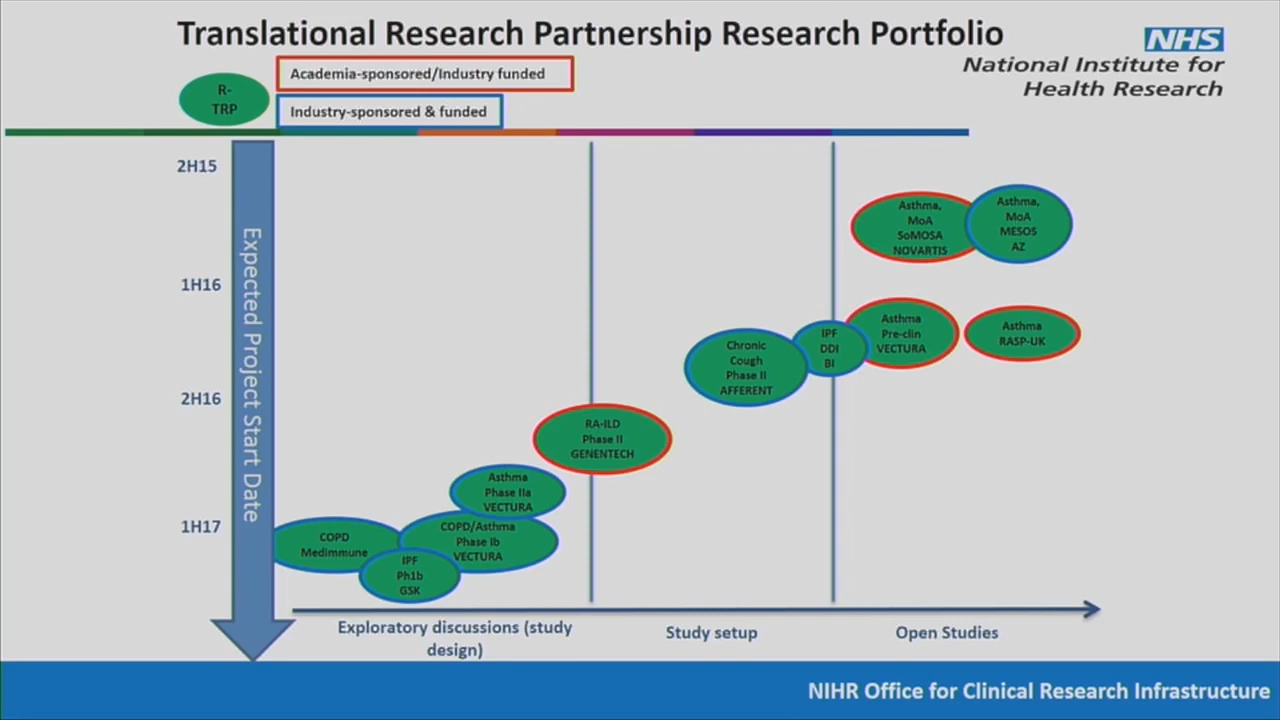 Translational Research Partnership Research Portfolio
NHS
National Institute for
Health Research
R-
TRP
Academia-sponsored/Industry funded
Industry-sponsored & funded
Expected Project Start Date
2H15
1H16
2H16
1H17
Asthma,
MoA
SoMOSA
NOVARTIS
Asthma,
MoA
MESOS
AZ
Asthma
Pre-clin
VECTURA
Asthma
RASP-UK
IPF
DDI
BI
Chronic
Cough
Phase II
AFFERENT
RA-ILD
Phase II
GENENTECH
Asthma
Phase IIa
VECTURA
COPD/Asthma
Phase Ib
VECTURA
COPD
Medimmune
IPF
Ph1b
GSK
Exploratory discussions (study
design)
Study setup
Open Studies
NIHR Office for Clinical Research Infrastructure